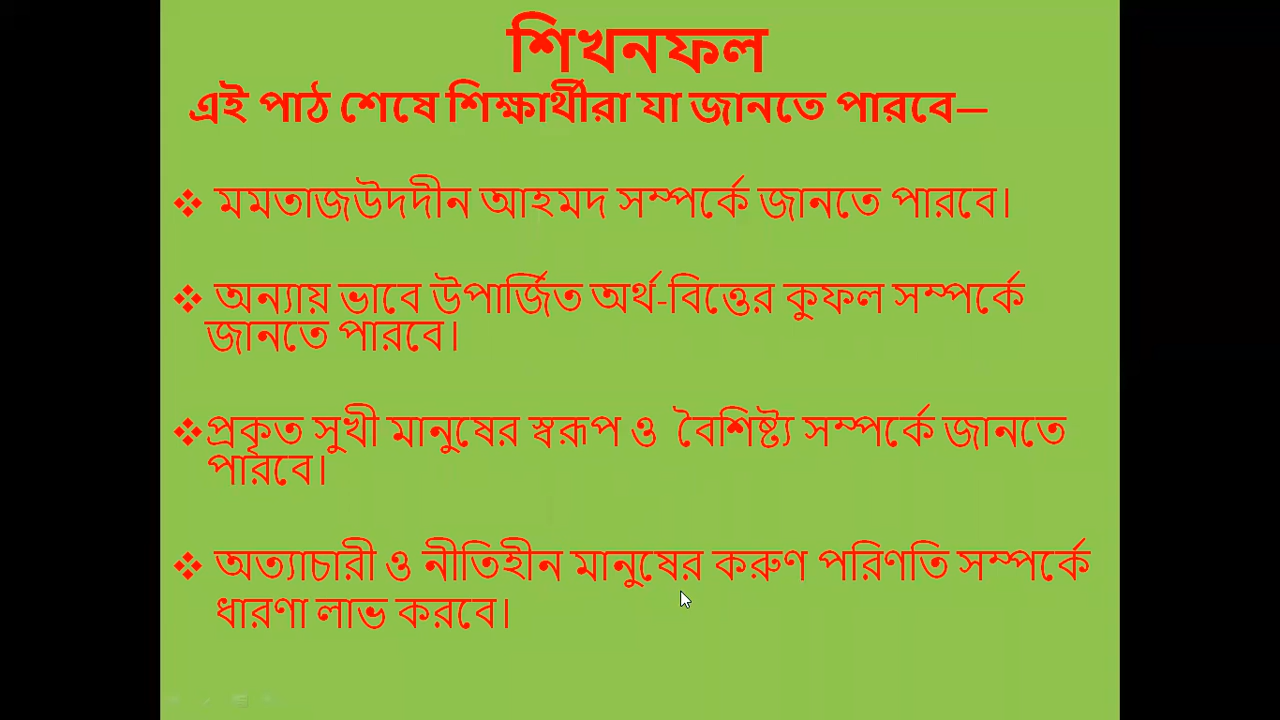 শিখনফল
এই পাঠ শেষে শিক্ষার্থীরা যা জানতে পারবে—
❖ মমতাজউদদীন আহমদ সম্পর্কে জানতে পারবে।
❖ অন্যায় ভাবে উপার্জিত অর্থ-বিত্তের কুফল সম্পর্কে
জানতে পারবে।
❖প্রকৃত সুখী মানুষের স্বরূপ ও বৈশিষ্ট্য সম্পর্কে জানতে
পারবে।
❖ অত্যাচারী ও নীতিহীন মানুষের করুণ পরিণতি সম্পর্কে
ধারণা লাভ করবে।